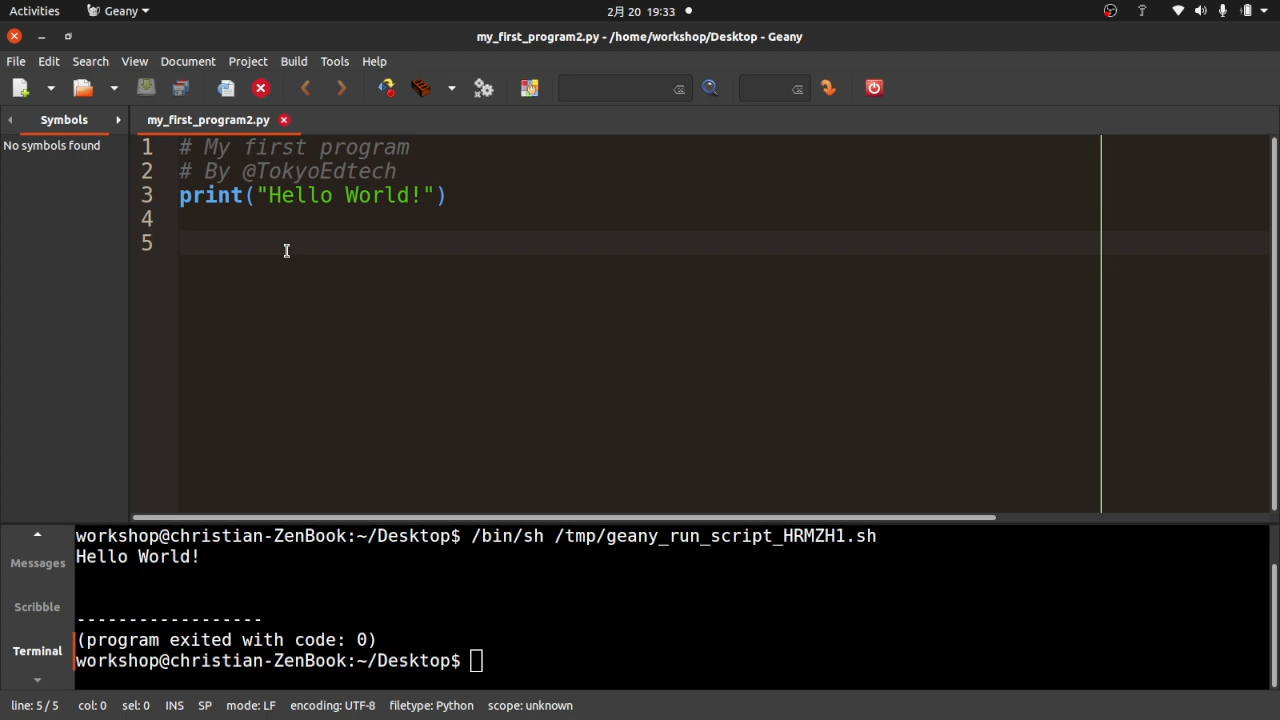 Activities Geany 2月 20 19:33
my_first_program2.py - /home/workshop/Desktop - Geany
File Edit Search View Document Project Build Tools Help
Symbols my_first_program2.py
No symbols found
1 # My first program
2 # By @TokyoEdtech
3 print("Hello World!")
4
5
workshop@christian-ZenBook:~/Desktop$ /bin/sh /tmp/geany_run_script_HRMZH1.sh
Hello World!
------------------
(program exited with code: 0)
workshop@christian-ZenBook:~/Desktop$
Messages
Scribble
Terminal
line: 5 / 5 col: 0 sel: 0 INS SP mode: LF encoding: UTF-8 filetype: Python scope: unknown